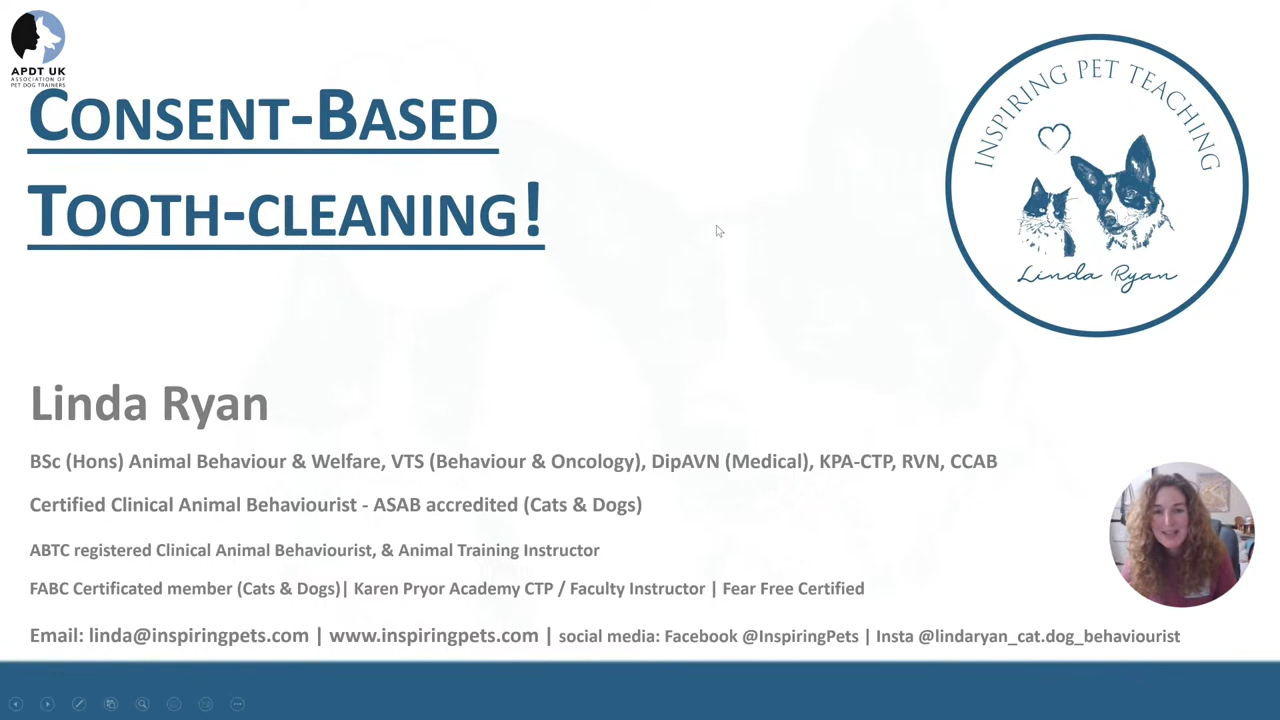 APDT UK
ASSOCIATION OF
PET DOG TRAINERS
CONSENT-BASED
TOOTH-CLEANING!
INSPIRING PET TEACHING
Linda Ryan
Linda Ryan
BSc (Hons) Animal Behaviour & Welfare, VTS (Behaviour & Oncology), DipAVN (Medical), KPA-CTP, RVN, CCAB
Certified Clinical Animal Behaviourist - ASAB accredited (Cats & Dogs)
ABTC registered Clinical Animal Behaviourist, & Animal Training Instructor
FABC Certificated member (Cats & Dogs)| Karen Pryor Academy CTP / Faculty Instructor | Fear Free Certified
Email: linda@inspiringpets.com | www.inspiringpets.com | social media: Facebook @InspiringPets | Insta @lindaryan_cat.dog_behaviourist